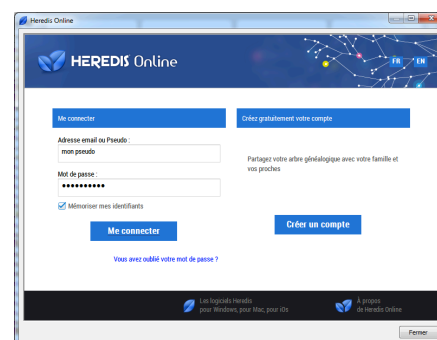 Heredis Online
HEREDIS Online
FR EN
Me connecter
Adresse email ou Pseudo :
mon pseudo
Mot de passe :
●●●●●●●●●●
Mémoriser mes identifiants
Me connecter
Vous avez oublié votre mot de passe ?
Créez gratuitement votre compte
Partagez votre arbre généalogique avec votre famille et
vos proches
Créer un compte
Les logiciels Heredis
pour Windows, pour Mac, pour iOs
À propos
de Heredis Online
Fermer